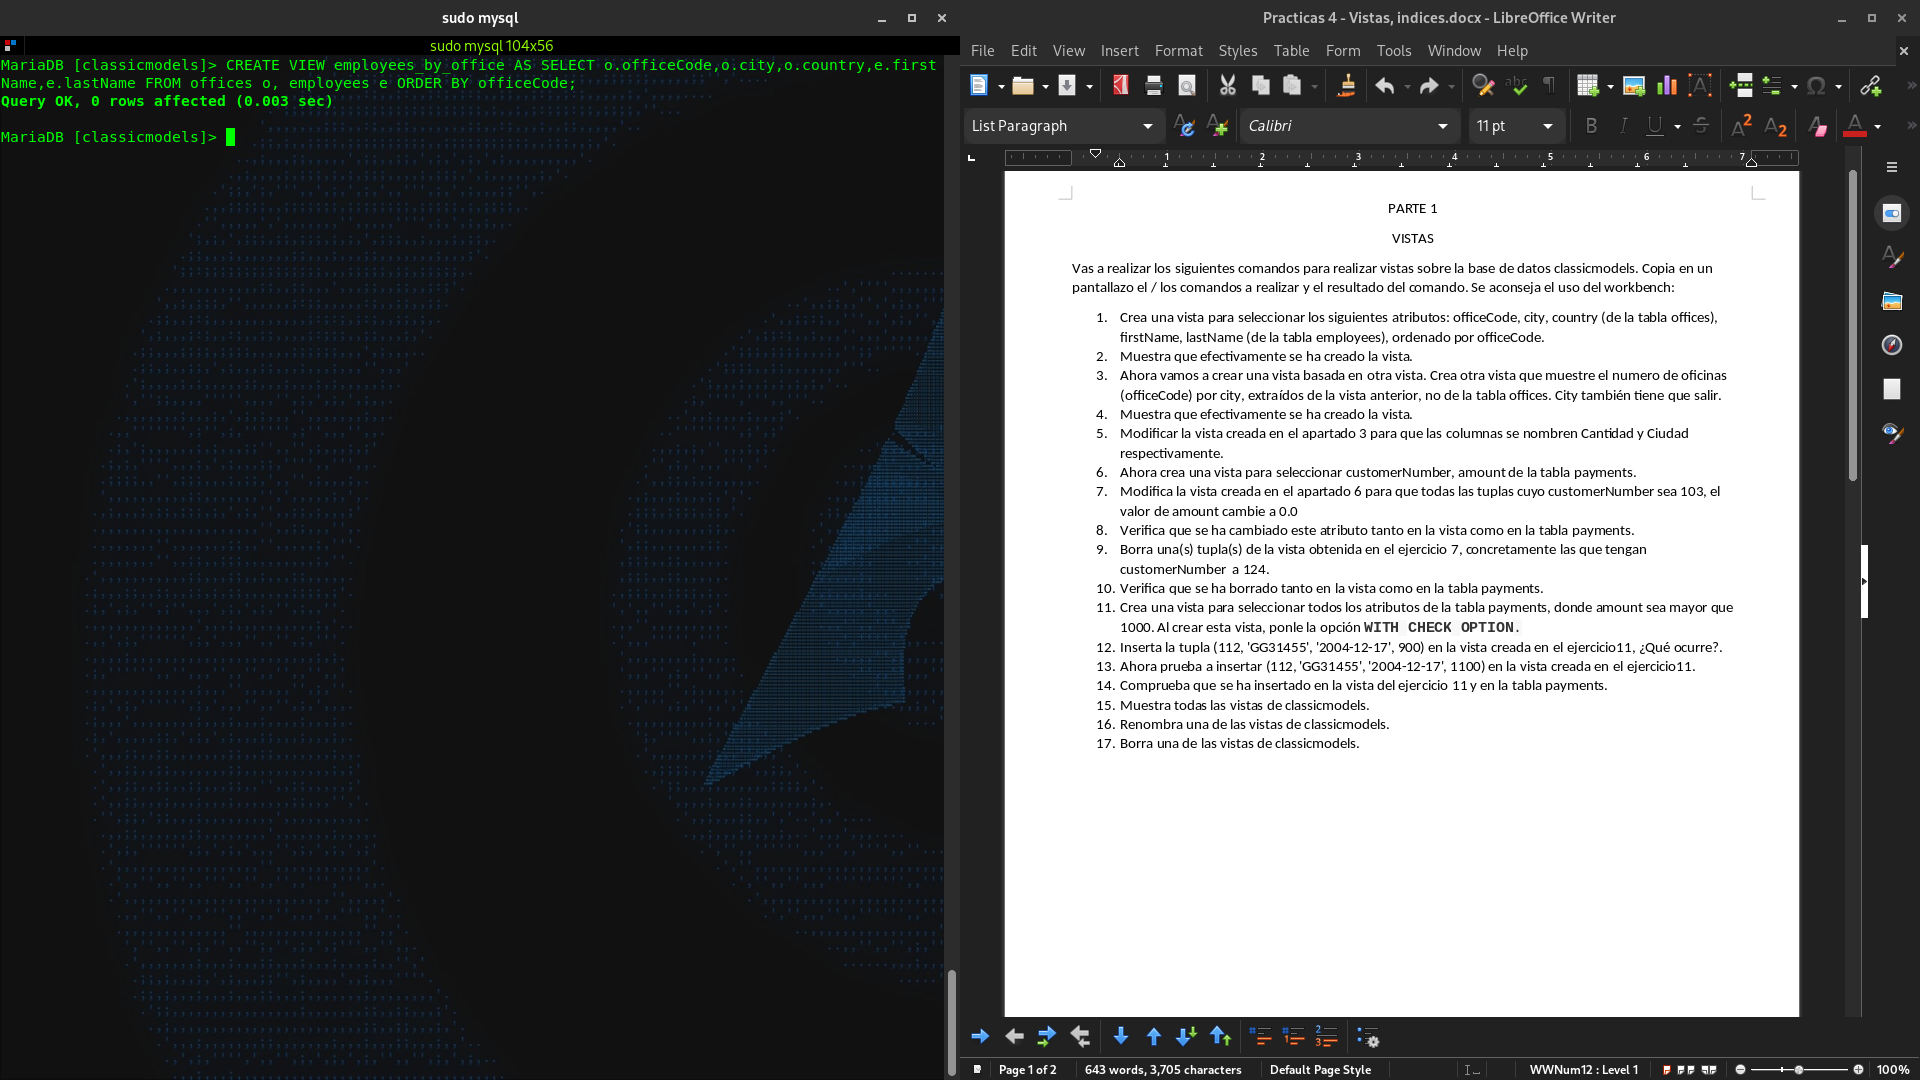 sudo mysql
sudo mysql 104x56
MariaDB [classicmodels]> CREATE VIEW employees_by_office AS SELECT o.officeCode,o.city,o.country,e.first
Name,e.lastName FROM offices o, employees e ORDER BY officeCode;
Query OK, 0 rows affected (0.003 sec)
MariaDB [classicmodels]>
Practicas 4 - Vistas, indices.docx - LibreOffice Writer
File Edit View Insert Format Styles Table Form Tools Window Help
List Paragraph Calibri 11 pt
1 2 3 4 5 6 7
PARTE 1
VISTAS
Vas a realizar los siguientes comandos para realizar vistas sobre la base de datos classicmodels. Copia en un
pantallazo el / los comandos a realizar y el resultado del comando. Se aconseja el uso del workbench:
1. Crea una vista para seleccionar los siguientes atributos: officeCode, city, country (de la tabla offices),
firstName, lastName (de la tabla employees), ordenado por officeCode.
2. Muestra que efectivamente se ha creado la vista.
3. Ahora vamos a crear una vista basada en otra vista. Crea otra vista que muestre el numero de oficinas
(officeCode) por city, extraídos de la vista anterior, no de la tabla offices. City también tiene que salir.
4. Muestra que efectivamente se ha creado la vista.
5. Modificar la vista creada en el apartado 3 para que las columnas se nombren Cantidad y Ciudad
respectivamente.
6. Ahora crea una vista para seleccionar customerNumber, amount de la tabla payments.
7. Modifica la vista creada en el apartado 6 para que todas las tuplas cuyo customerNumber sea 103, el
valor de amount cambie a 0.0
8. Verifica que se ha cambiado este atributo tanto en la vista como en la tabla payments.
9. Borra una(s) tupla(s) de la vista obtenida en el ejercicio 7, concretamente las que tengan
customerNumber a 124.
10. Verifica que se ha borrado tanto en la vista como en la tabla payments.
11. Crea una vista para seleccionar todos los atributos de la tabla payments, donde amount sea mayor que
1000. Al crear esta vista, ponle la opción WITH CHECK OPTION.
12. Inserta la tupla (112, 'GG31455', '2004-12-17', 900) en la vista creada en el ejercicio11, ¿Qué ocurre?.
13. Ahora prueba a insertar (112, 'GG31455', '2004-12-17', 1100) en la vista creada en el ejercicio11.
14. Comprueba que se ha insertado en la vista del ejercicio 11 y en la tabla payments.
15. Muestra todas las vistas de classicmodels.
16. Renombra una de las vistas de classicmodels.
17. Borra una de las vistas de classicmodels.
Page 1 of 2 643 words, 3,705 characters Default Page Style WWNum12 : Level 1 100%